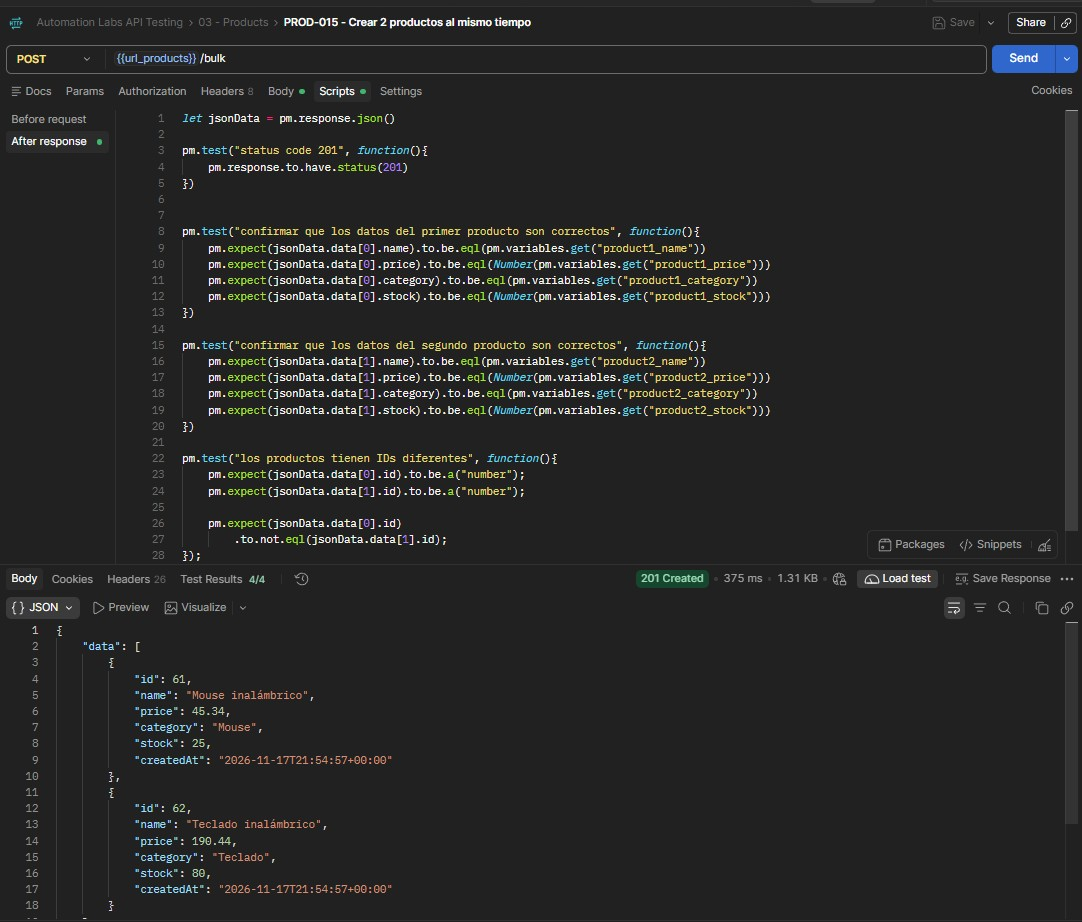 Automation Labs API Testing > 03 - Products > PROD-015 - Crear 2 productos al mismo tiempo
Save
Share
POST
{{url_products}} /bulk
Send
Docs
Params
Authorization
Headers 8
Body
Scripts
Settings
Cookies
Before request
After response
1 let jsonData = pm.response.json()
2
3 pm.test("status code 201", function(){
4 pm.response.to.have.status(201)
5 })
6
7
8 pm.test("confirmar que los datos del primer producto son correctos", function(){
9 pm.expect(jsonData.data[0].name).to.be.eql(pm.variables.get("product1_name"))
10 pm.expect(jsonData.data[0].price).to.be.eql(Number(pm.variables.get("product1_price")))
11 pm.expect(jsonData.data[0].category).to.be.eql(pm.variables.get("product1_category"))
12 pm.expect(jsonData.data[0].stock).to.be.eql(Number(pm.variables.get("product1_stock")))
13 })
14
15 pm.test("confirmar que los datos del segundo producto son correctos", function(){
16 pm.expect(jsonData.data[1].name).to.be.eql(pm.variables.get("product2_name"))
17 pm.expect(jsonData.data[1].price).to.be.eql(Number(pm.variables.get("product2_price")))
18 pm.expect(jsonData.data[1].category).to.be.eql(pm.variables.get("product2_category"))
19 pm.expect(jsonData.data[1].stock).to.be.eql(Number(pm.variables.get("product2_stock")))
20 })
21
22 pm.test("los productos tienen IDs diferentes", function(){
23 pm.expect(jsonData.data[0].id).to.be.a("number");
24 pm.expect(jsonData.data[1].id).to.be.a("number");
25
26 pm.expect(jsonData.data[0].id)
27 .to.not.eql(jsonData.data[1].id);
28 });
Packages
</> Snippets
Body
Cookies
Headers 26
Test Results 4/4
201 Created • 375 ms • 1.31 KB
Load test
e.g. Save Response
{ } JSON
Preview
Visualize
1 {
2 "data": [
3 {
4 "id": 61,
5 "name": "Mouse inalámbrico",
6 "price": 45.34,
7 "category": "Mouse",
8 "stock": 25,
9 "createdAt": "2026-11-17T21:54:57+00:00"
10 },
11 {
12 "id": 62,
13 "name": "Teclado inalámbrico",
14 "price": 190.44,
15 "category": "Teclado",
16 "stock": 80,
17 "createdAt": "2026-11-17T21:54:57+00:00"
18 }